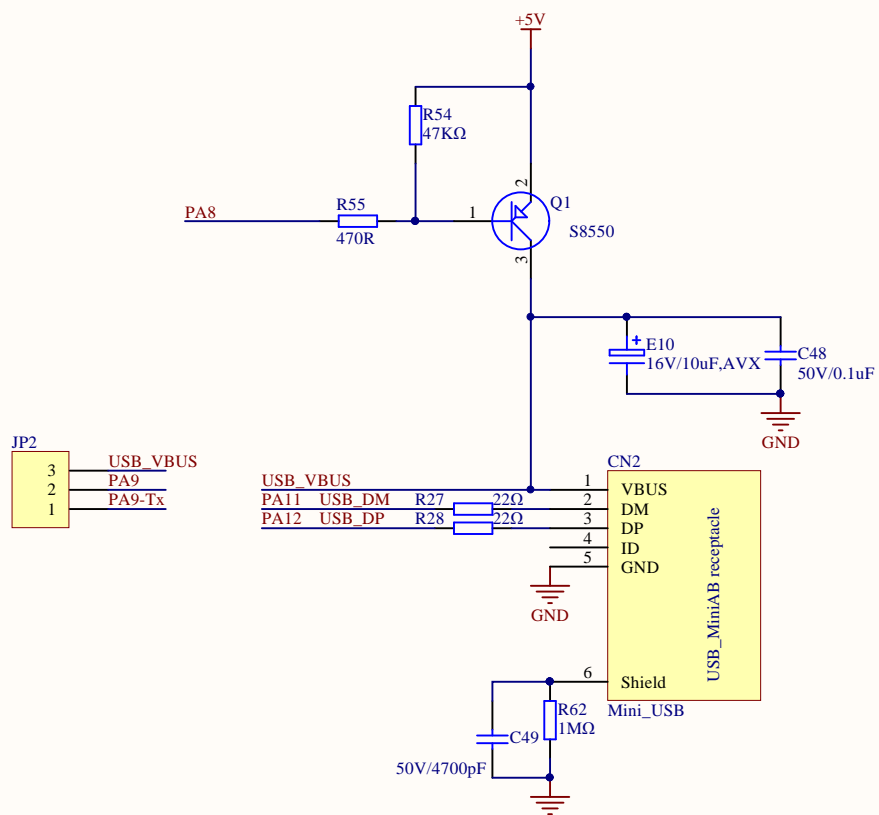 +5V
R54
47KΩ
2
Q1
PA8
R55
1
470R
S8550
3
+
E10
16V/10uF,AVX
C48
50V/0.1uF
GND
JP2
3
USB_VBUS
2
PA9
1
PA9-Tx
CN2
USB_VBUS
1
VBUS
PA11
USB_DM
R27
22Ω
2
DM
PA12
USB_DP
R28
22Ω
3
DP
4
ID
5
GND
GND
USB_MiniAB receptacle
6
Shield
Mini_USB
R62
1MΩ
C49
50V/4700pF